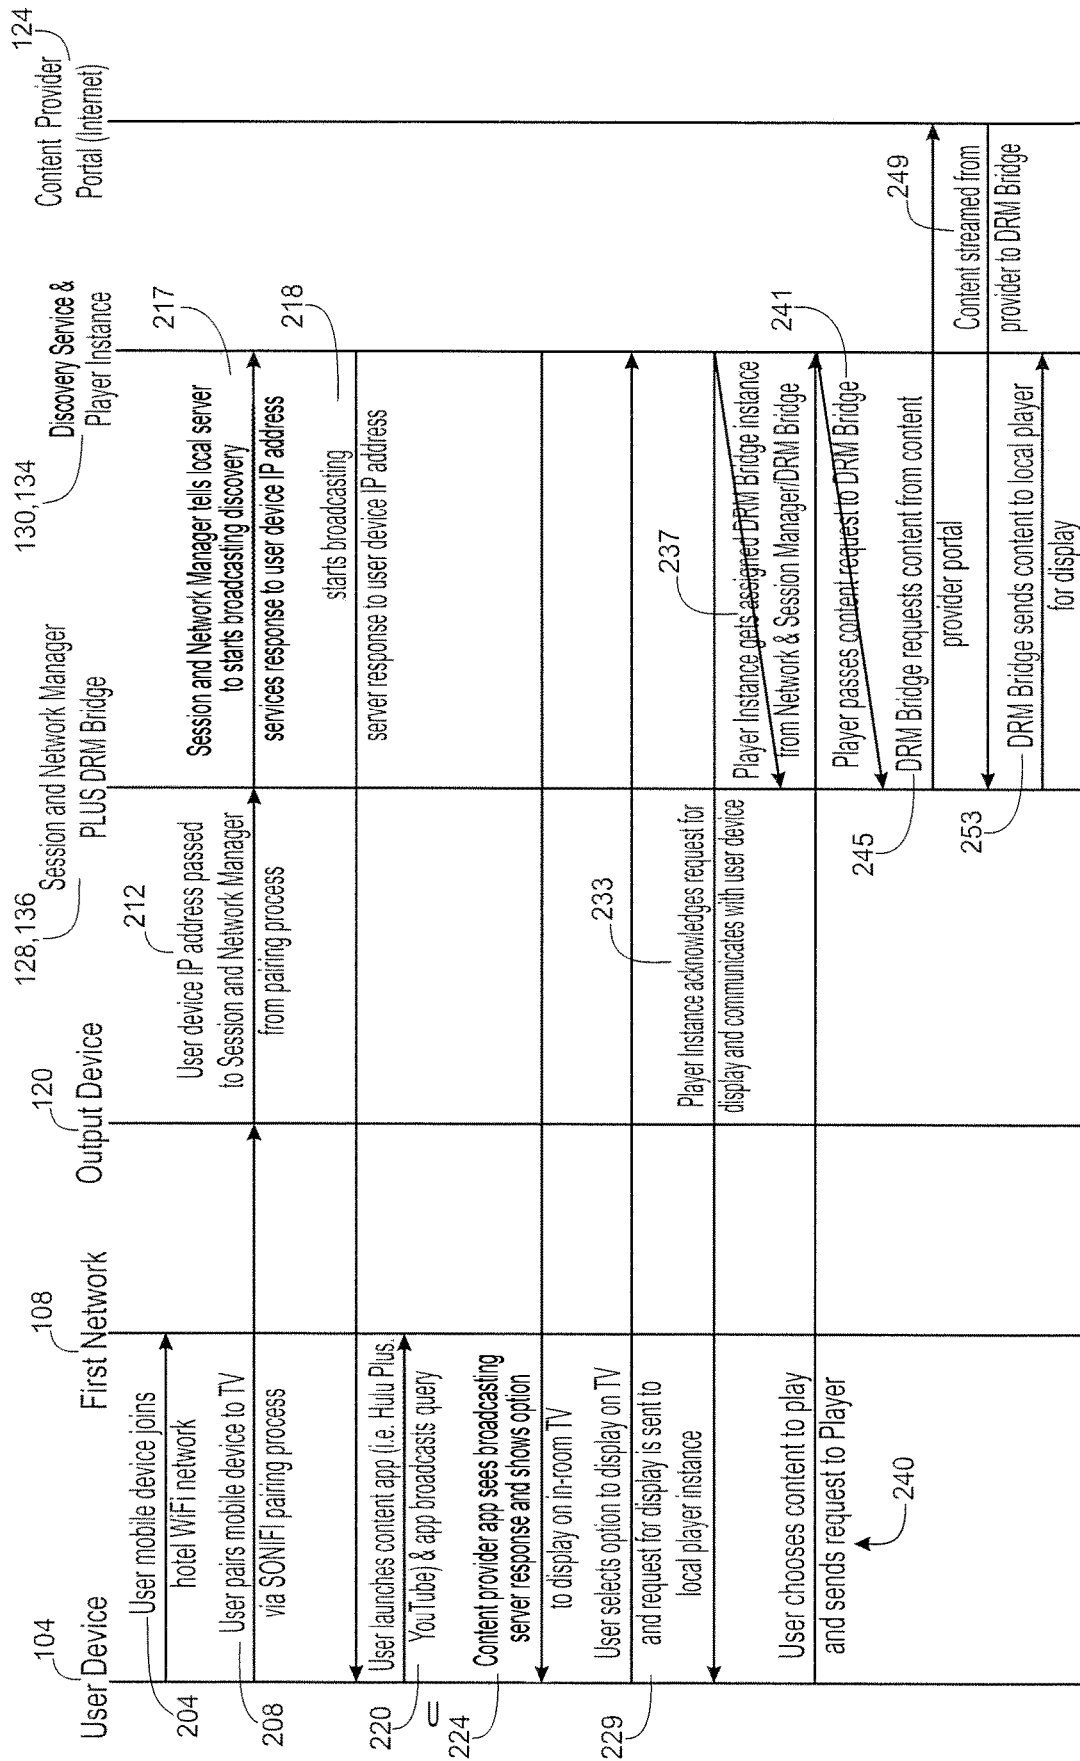 104
User Device
108
First Network
120
Output Device
128,136
Session and Network Manager
PLUS DRM Bridge
130,134
Discovery Service &
Player Instance
Content Provider
Portal (Internet)
124
204
User mobile device joins
hotel WiFi network
208
User pairs mobile device to TV
via SONIFI pairing process
212
User device IP address passed
to Session and Network Manager
from pairing process
217
Session and Network Manager tells local server
to starts broadcasting discovery
services response to user device IP address
218
starts broadcasting
server response to user device IP address
220
User launches content app (i.e. Hulu Plus.
YouTube) & app broadcasts query
224
Content provider app sees broadcasting
server response and shows option
to display on in-room TV
229
User selects option to display on TV
and request for display is sent to
local player instance
233
Player Instance acknowledges request for
display and communicates with user device
237
Player Instance gets assigned DRM Bridge instance
from Network & Session Manager/DRM Bridge
240
User chooses content to play
and sends request to Player
241
Player passes content request to DRM Bridge
245
DRM Bridge requests content from content
provider portal
249
Content streamed from
provider to DRM Bridge
253
DRM Bridge sends content to local player
for display